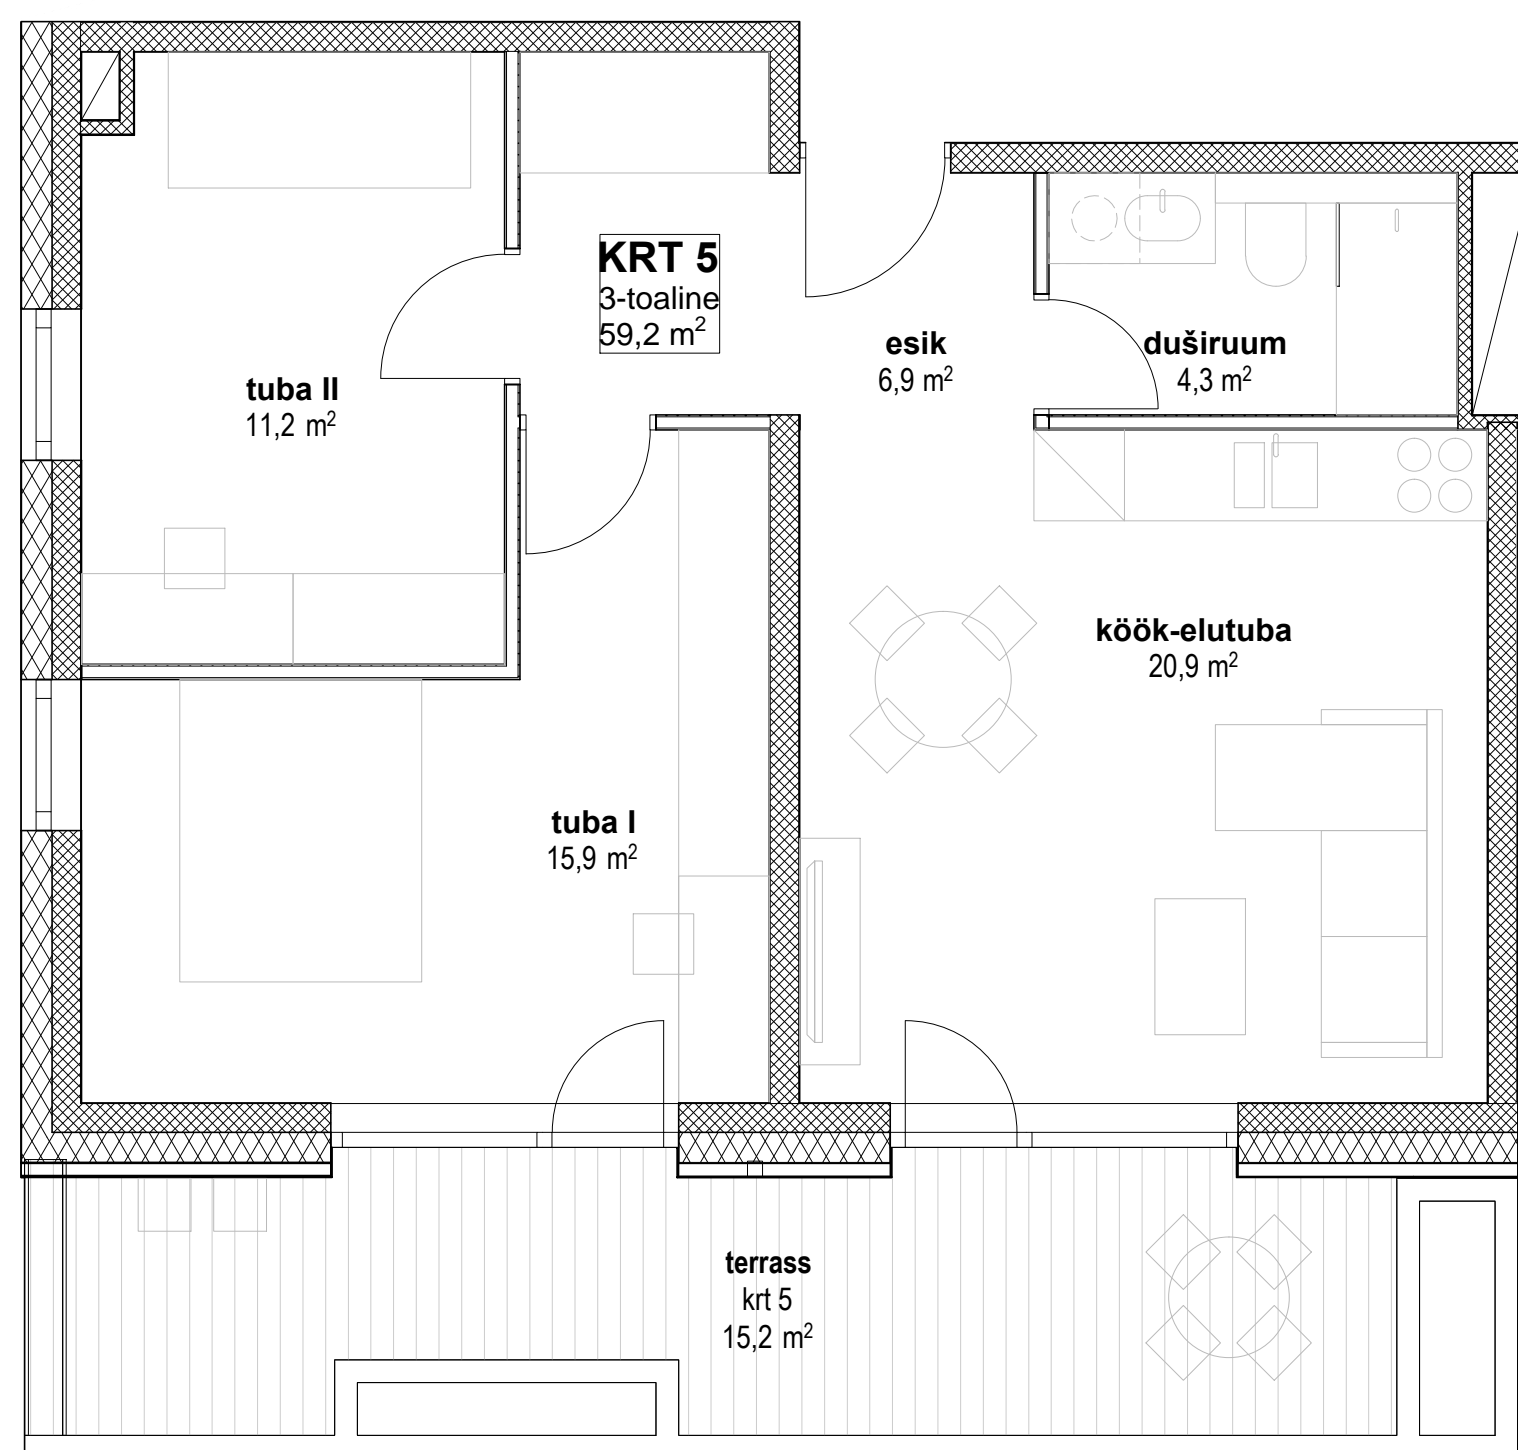 KRT 5
3-toaline
59,2 m²
esik
6,9 m²
duširuum
4,3 m²
tuba II
11,2 m²
köök-elutuba
20,9 m²
tuba I
15,9 m²
terrass
krt 5
15,2 m²